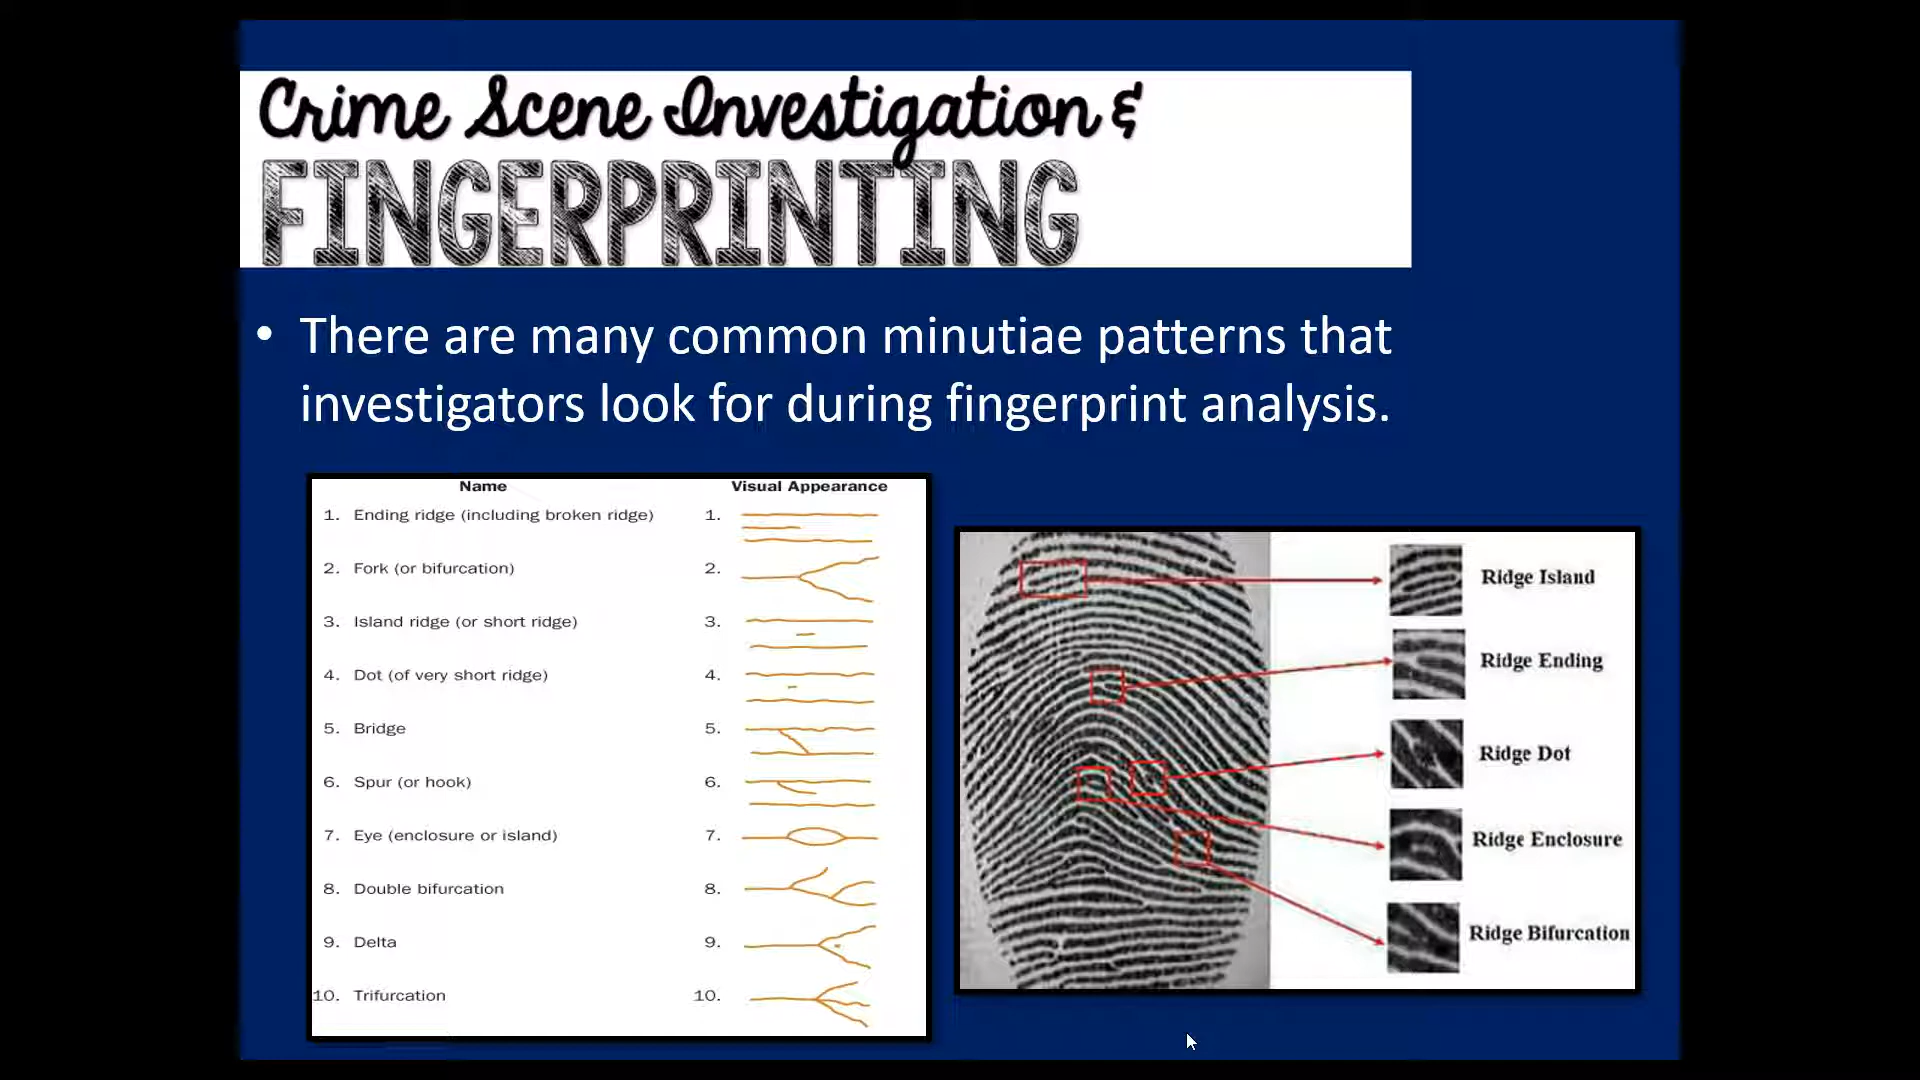 Crime Scene Investigation &
FINGERPRINTING
• There are many common minutiae patterns that
investigators look for during fingerprint analysis.
Name Visual Appearance
1. Ending ridge (including broken ridge) 1.
2. Fork (or bifurcation) 2.
3. Island ridge (or short ridge) 3.
4. Dot (of very short ridge) 4.
5. Bridge 5.
6. Spur (or hook) 6.
7. Eye (enclosure or island) 7.
8. Double bifurcation 8.
9. Delta 9.
10. Trifurcation 10.
Ridge Island
Ridge Ending
Ridge Dot
Ridge Enclosure
Ridge Bifurcation